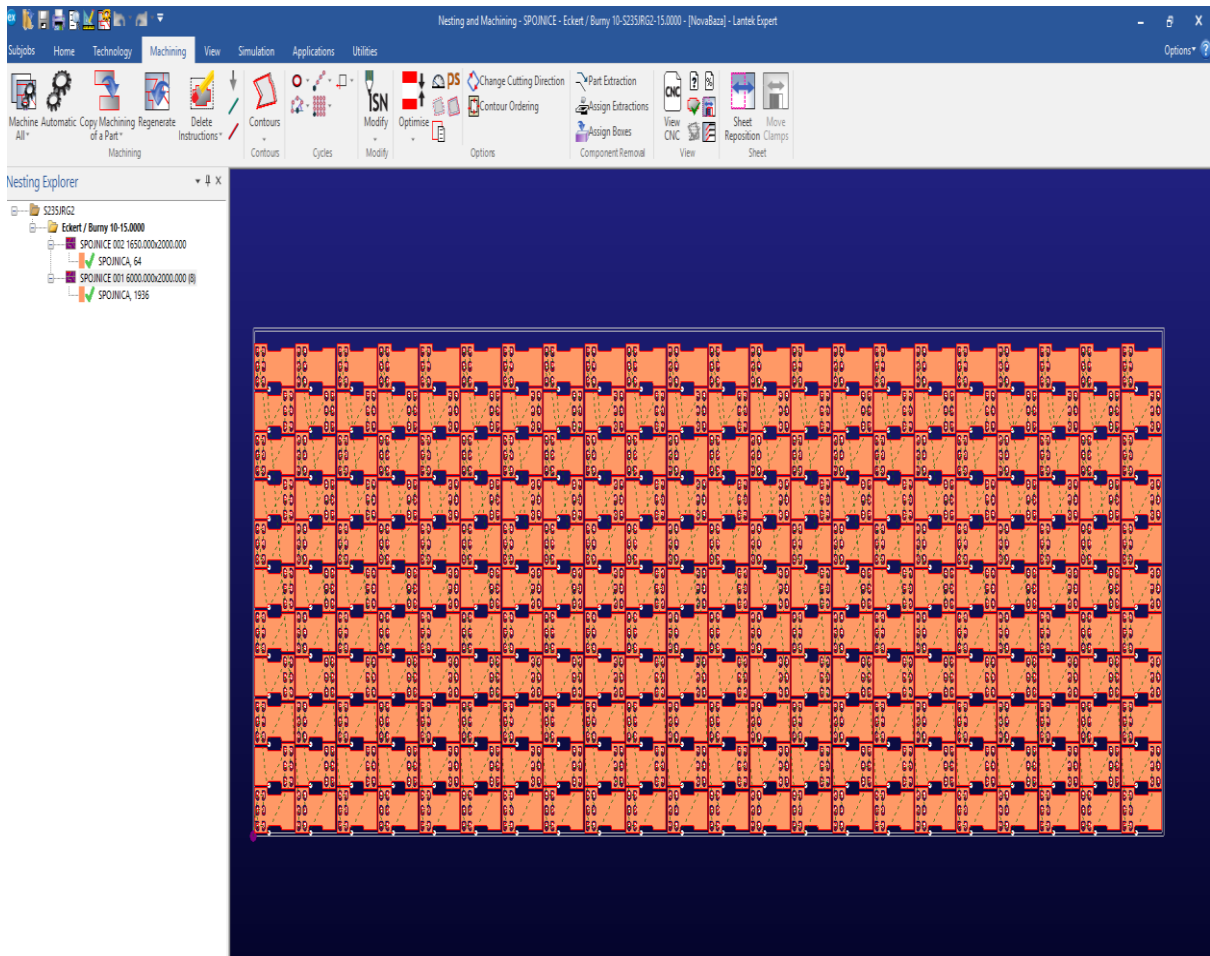 Nesting and Machining - SPOJNICE - Eckert / Burny 10-S235JRG2-15.0000 - [NovaBaza] - Lantek Expert
Subjobs Home Technology Machining View Simulation Applications Utilities Options
Machine All
Automatic
Copy Machining of a Part
Regenerate
Delete Instructions
Machining
Contours
Contours
Cycles
YSN
Modify
Modify
Optimise
DS
Change Cutting Direction
Contour Ordering
Options
Part Extraction
Assign Extractions
Assign Boxes
Component Removal
CNC
View CNC
View
Sheet Reposition
Move Clamps
Sheet
Nesting Explorer
S235JRG2
Eckert / Burny 10-15.0000
SPOJNICE 002 1650.000x2000.000
SPOJNICA, 64
SPOJNICE 001 6000.000x2000.000 (8)
SPOJNICA, 1936